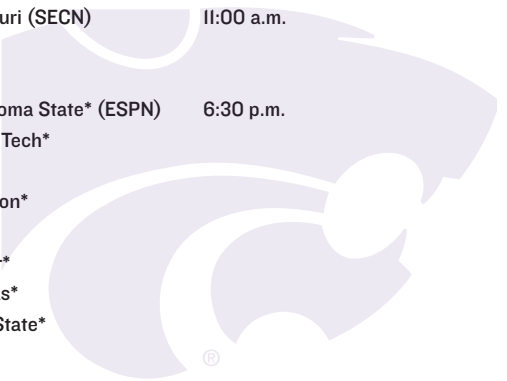 uri (SECN) 11:00 a.m.
oma State* (ESPN) 6:30 p.m.
Tech*
on*
*
s*
State*
®